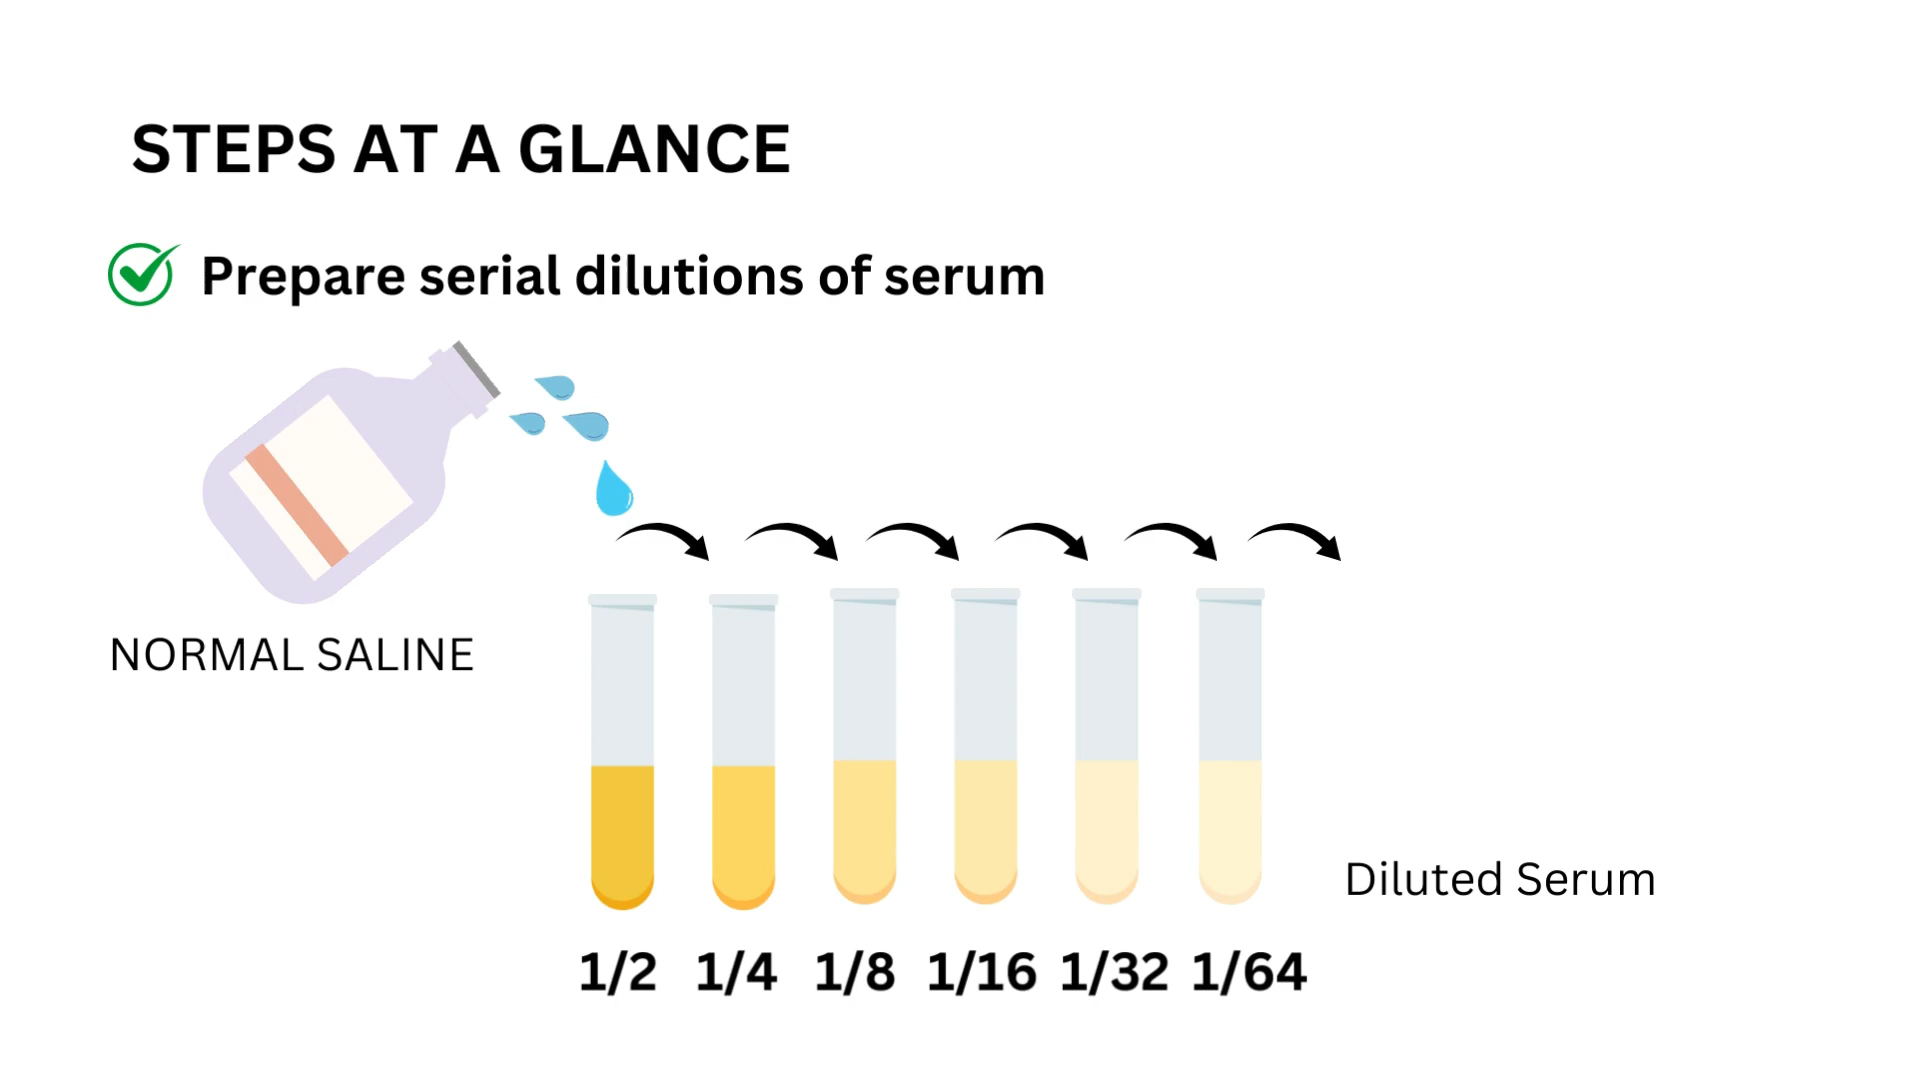 STEPS AT A GLANCE
Prepare serial dilutions of serum
NORMAL SALINE
Diluted Serum
1/2 1/4 1/8 1/16 1/32 1/64